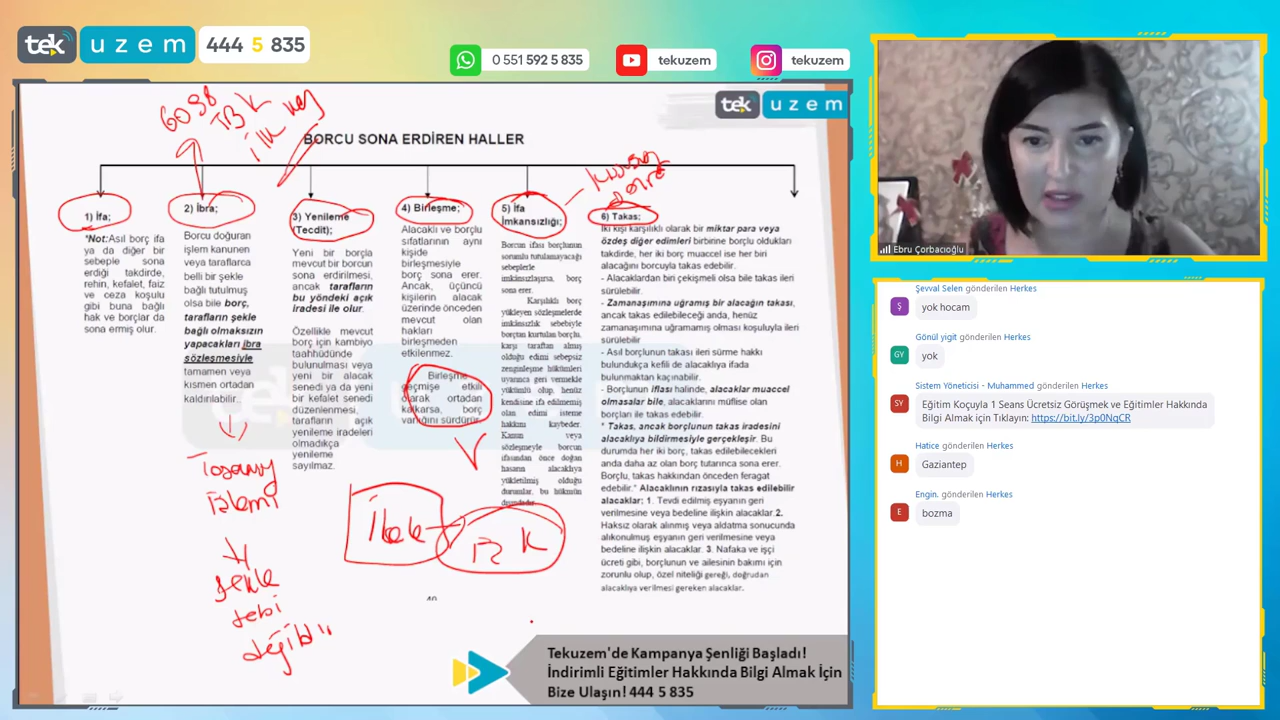 tek
uzem
444 5 835
0 551 592 5 835
tekuzem
tekuzem
tek uzem
6098
TBK
ilk kez
BORCU SONA ERDİREN HALLER
1) İfa;
*Not:Asıl borç ifa
ya da diğer bir
sebeple sona
erdiği takdirde,
rehin, kefalet, faiz
ve ceza koşulu
gibi buna bağlı
hak ve borçlar da
sona ermiş olur.
2) İbra;
Borcu doğuran
işlem kanunen
veya taraflarca
belli bir şekle
bağlı tutulmuş
olsa bile borç,
tarafların şekle
bağlı olmaksızın
yapacakları ibra
sözleşmesiyle
tamamen veya
kısmen ortadan
kaldırılabilir..
Tasarruf
işlemi
şekle
tabi
değildir
3) Yenileme
(Tecdit);
Yeni bir borçla
mevcut bir borcun
sona erdirilmesi,
ancak tarafların
bu yöndeki açık
iradesi ile olur.
Özellikle mevcut
borç için kambiyo
taahhüdünde
bulunulması veya
yeni bir alacak
senedi ya da yeni
bir kefalet senedi
düzenlenmesi,
tarafların açık
yenileme iradeleri
olmadıkça
yenileme
sayılmaz.
4) Birleşme;
Alacaklı ve borçlu
sıfatlarının aynı
kişide
birleşmesiyle
borç sona erer.
Ancak, üçüncü
kişilerin alacak
üzerinde önceden
mevcut olan
hakları
birleşmeden
etkilenmez.
Birleşme
geçmişe etkili
olarak ortadan
kalkarsa, borç
varlığını sürdürür.
5) İfa
İmkansızlığı;
Borcun ifası borçlunun
sorumlu tutulamayacağı
sebeplerle
imkânsızlaşırsa, borç
sona erer.
Karşılıklı borç
yükleyen sözleşmelerde
imkânsızlık sebebiyle
borçtan kurtulan borçlu,
karşı taraftan almış
olduğu edimi sebepsiz
zenginleşme hükümleri
uyarınca geri vermekle
yükümlü olup, henüz
kendisine ifa edilmemiş
olan edimi isteme
hakkını kaybeder.
Kanun veya
sözleşmeyle borcun
ifasından önce doğan
hasarın alacaklıya
yükletilmiş olduğu
durumlar, bu hükmün
dışındadır.
kusursuz
6) Takas;
İki kişi karşılıklı olarak bir miktar para veya
özdeş diğer edimleri birbirine borçlu oldukları
takdirde, her iki borç muaccel ise her biri
alacağını borcuyla takas edebilir.
- Alacaklardan biri çekişmeli olsa bile takas ileri
sürülebilir.
- Zamanaşımına uğramış bir alacağın takası,
ancak takas edilebileceği anda, henüz
zamanaşımına uğramamış olması koşuluyla ileri
sürülebilir
- Asıl borçlunun takası ileri sürme hakkı
bulundukça kefili de alacaklıya ifada
bulunmaktan kaçınabilir.
- Borçlunun iflası halinde, alacaklar muaccel
olmasalar bile, alacaklarını müflise olan
borçları ile takas edebilir.
* Takas, ancak borçlunun takas iradesini
alacaklıya bildirmesiyle gerçekleşir. Bu
durumda her iki borç, takas edilebilecekleri
anda daha az olan borç tutarınca sona erer.
Borçlu, takas hakkından önceden feragat
edebilir.* Alacaklının rızasıyla takas edilebilir
alacaklar; 1. Tevdi edilmiş eşyanın geri
verilmesine veya bedeline ilişkin alacaklar 2.
Haksız olarak alınmış veya aldatma sonucunda
alıkonulmuş eşyanın geri verilmesine veya
bedeline ilişkin alacaklar. 3. Nafaka ve işçi
ücreti gibi, borçlunun ve ailesinin bakımı için
zorunlu olup, özel niteliği gereği, doğrudan
alacaklıya verilmesi gereken alacaklar.
Tekuzem'de Kampanya Şenliği Başladı!
İndirimli Eğitimler Hakkında Bilgi Almak İçin
Bize Ulaşın! 444 5 835
Ebru Çorbacıoğlu
Şevval Selen gönderilen Herkes
Ş
yok hocam
Gönül yigit gönderilen Herkes
GY
yok
Sistem Yöneticisi - Muhammed gönderilen Herkes
SY
Eğitim Koçuyla 1 Seans Ücretsiz Görüşmek ve Eğitimler Hakkında
Bilgi Almak için Tıklayın: https://bit.ly/3p0NqCR
Hatice gönderilen Herkes
H
Gaziantep
Engin. gönderilen Herkes
E
bozma